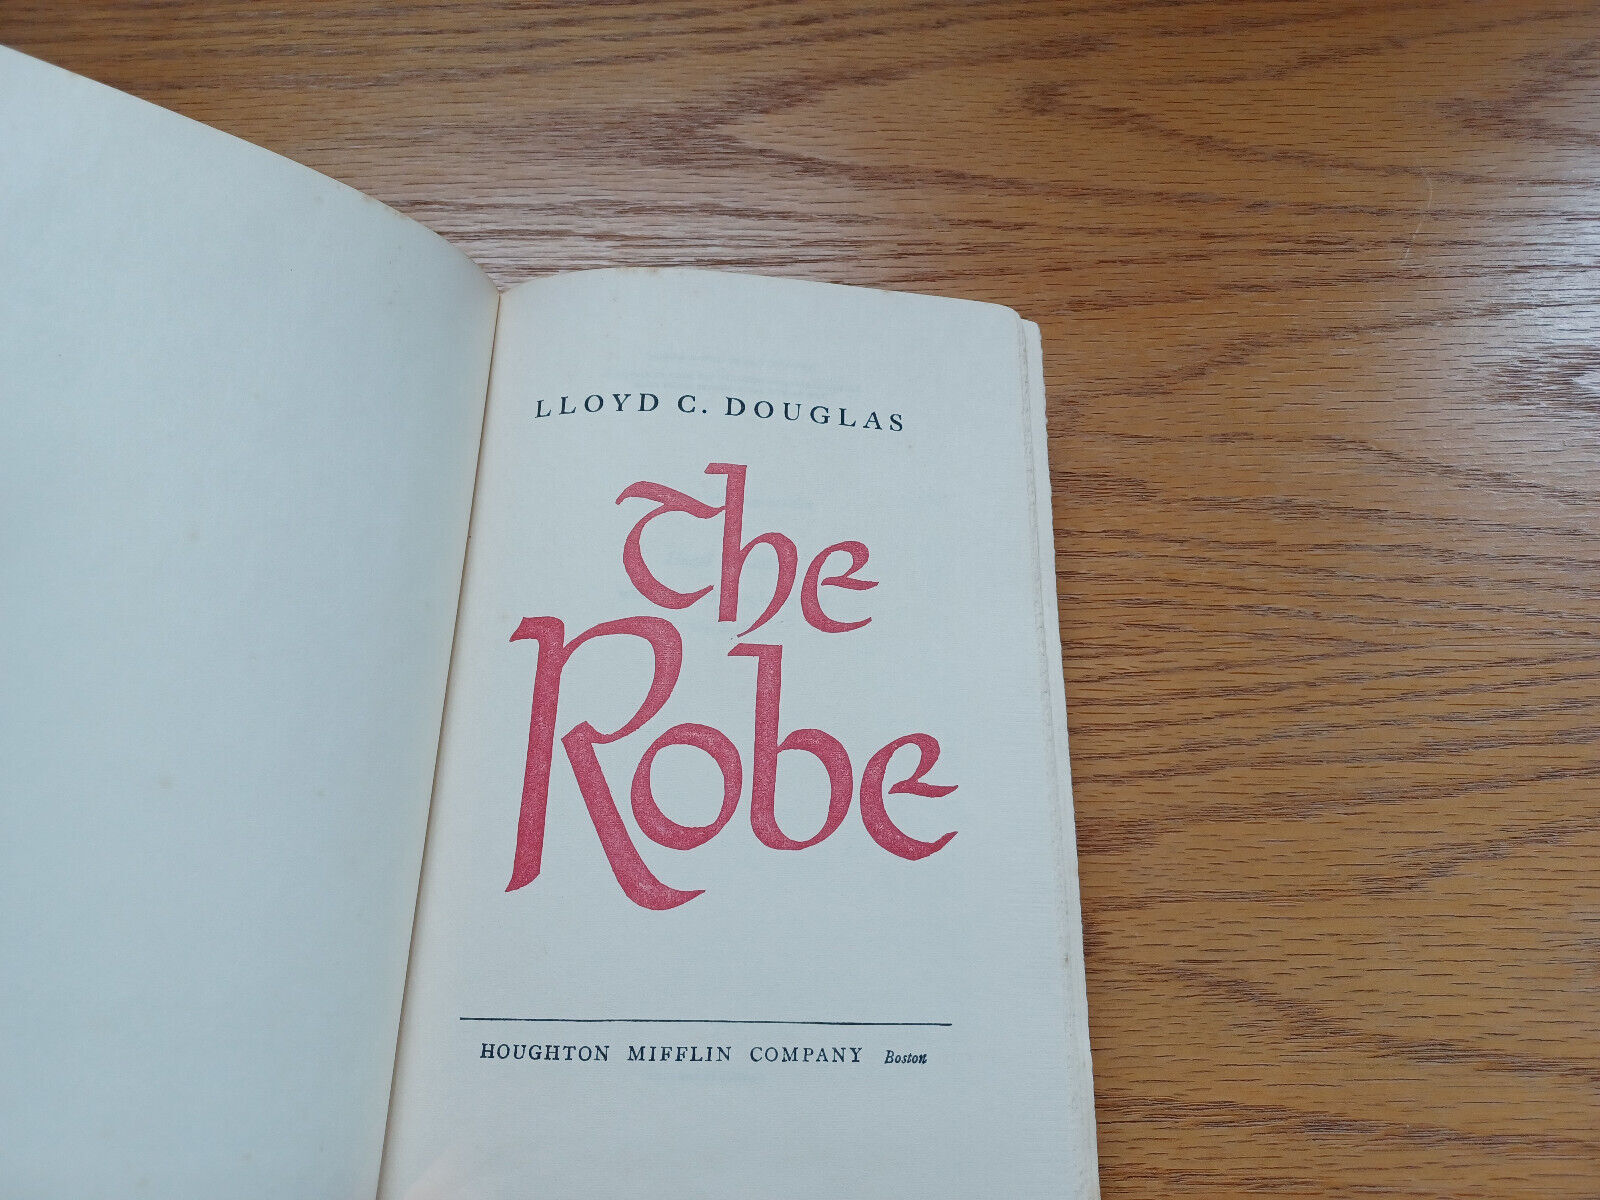 LLOYD C. DOUGLAS
The
Robe
HOUGHTON MIFFLIN COMPANY Boston